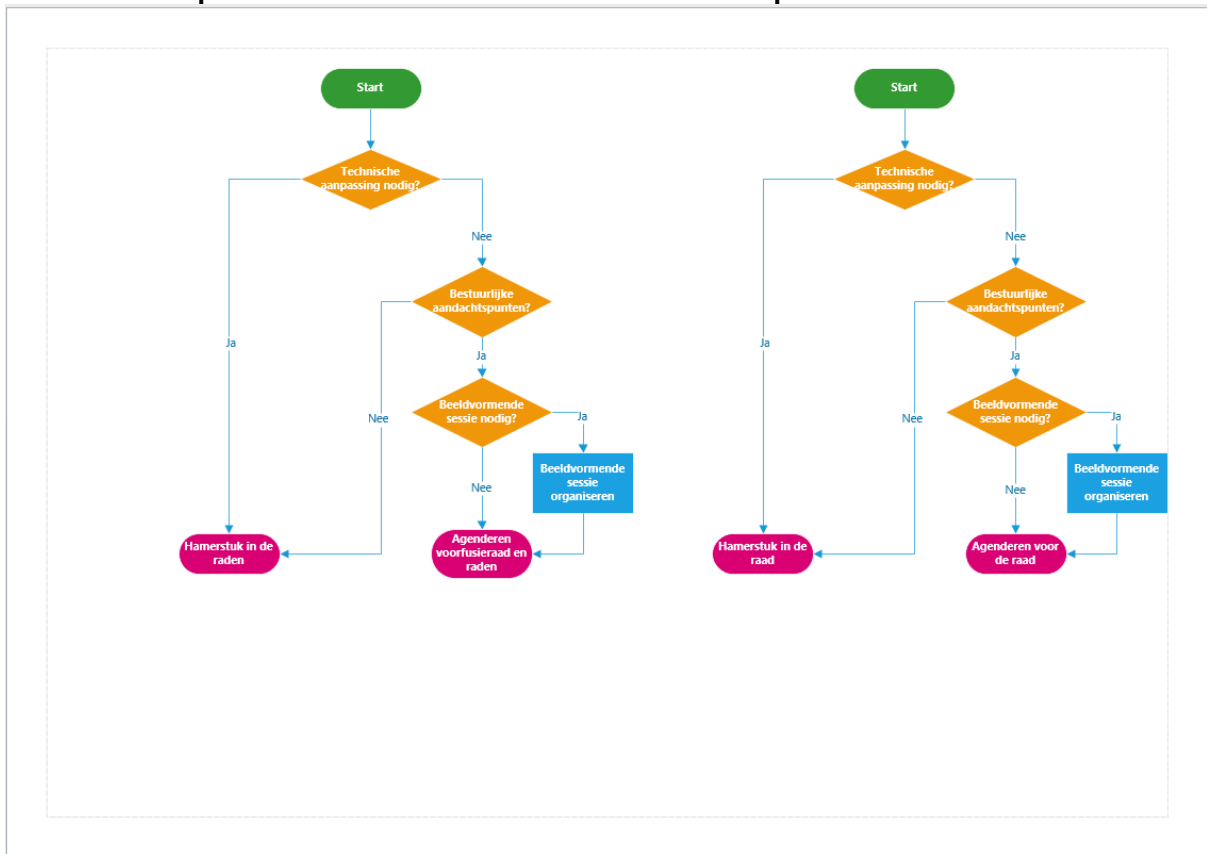 Start
Technische
aanpassing nodig?
Nee
Bestuurlijke
aandachtspunten?
Ja
Ja
Beeldvormende
sessie nodig?
Nee
Ja
Beeldvormende
sessie
organiseren
Nee
Hamerstuk in de
raden
Agenderen
voorfusieraad en
raden
Start
Technische
aanpassing nodig?
Nee
Bestuurlijke
aandachtspunten?
Ja
Ja
Beeldvormende
sessie nodig?
Nee
Ja
Beeldvormende
sessie
organiseren
Nee
Hamerstuk in de
raad
Agenderen voor
de raad